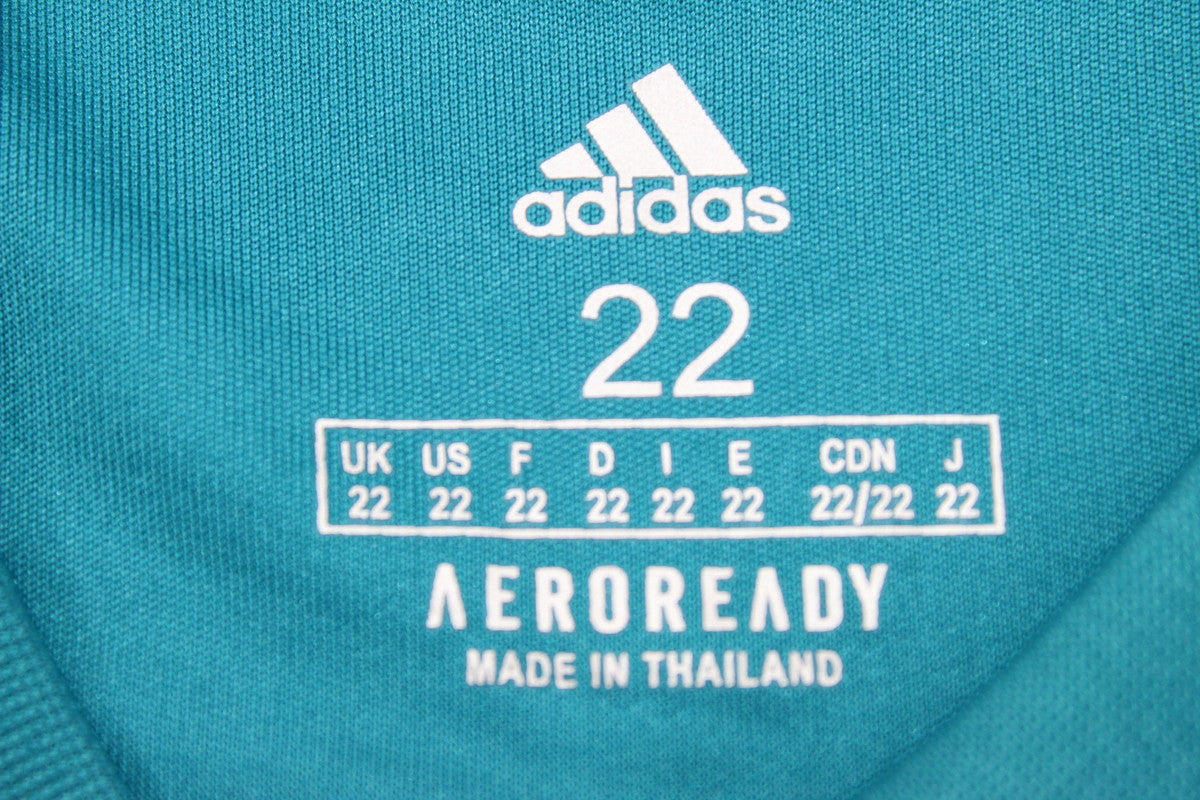 adidas
22
UK US F D I E CDN J
22 22 22 22 22 22 22/22 22
AEROREADY
MADE IN THAILAND